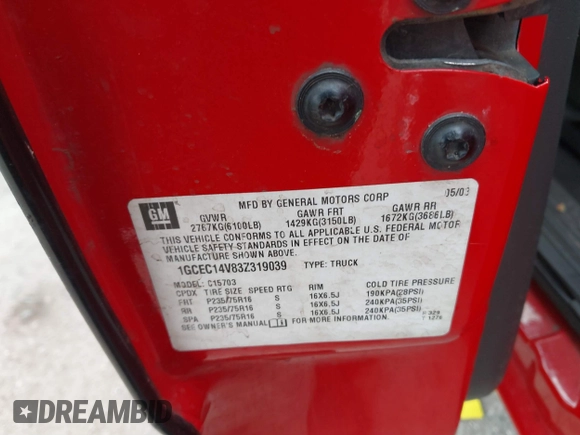 GM
MFD BY GENERAL MOTORS CORP 05/03
GVWR GAWR FRT GAWR RR
2767KG(6100LB) 1429KG(3150LB) 1672KG(3686LB)
THIS VEHICLE CONFORMS TO ALL APPLICABLE U.S. FEDERAL MOTOR
VEHICLE SAFETY STANDARDS IN EFFECT ON THE DATE OF
MANUFACTURE SHOWN ABOVE.
1GCEC14V83Z319039 TYPE: TRUCK
MODEL: C15703
CPDX TIRE SIZE SPEED RTG RIM COLD TIRE PRESSURE
FRT P235/75R16 S 16X6.5J 190KPA(28PSI)
RR P235/75R16 S 16X6.5J 240KPA(35PSI)
SPA P235/75R16 S 16X6.5J 240KPA(35PSI)
SEE OWNER'S MANUAL
DREAMBID